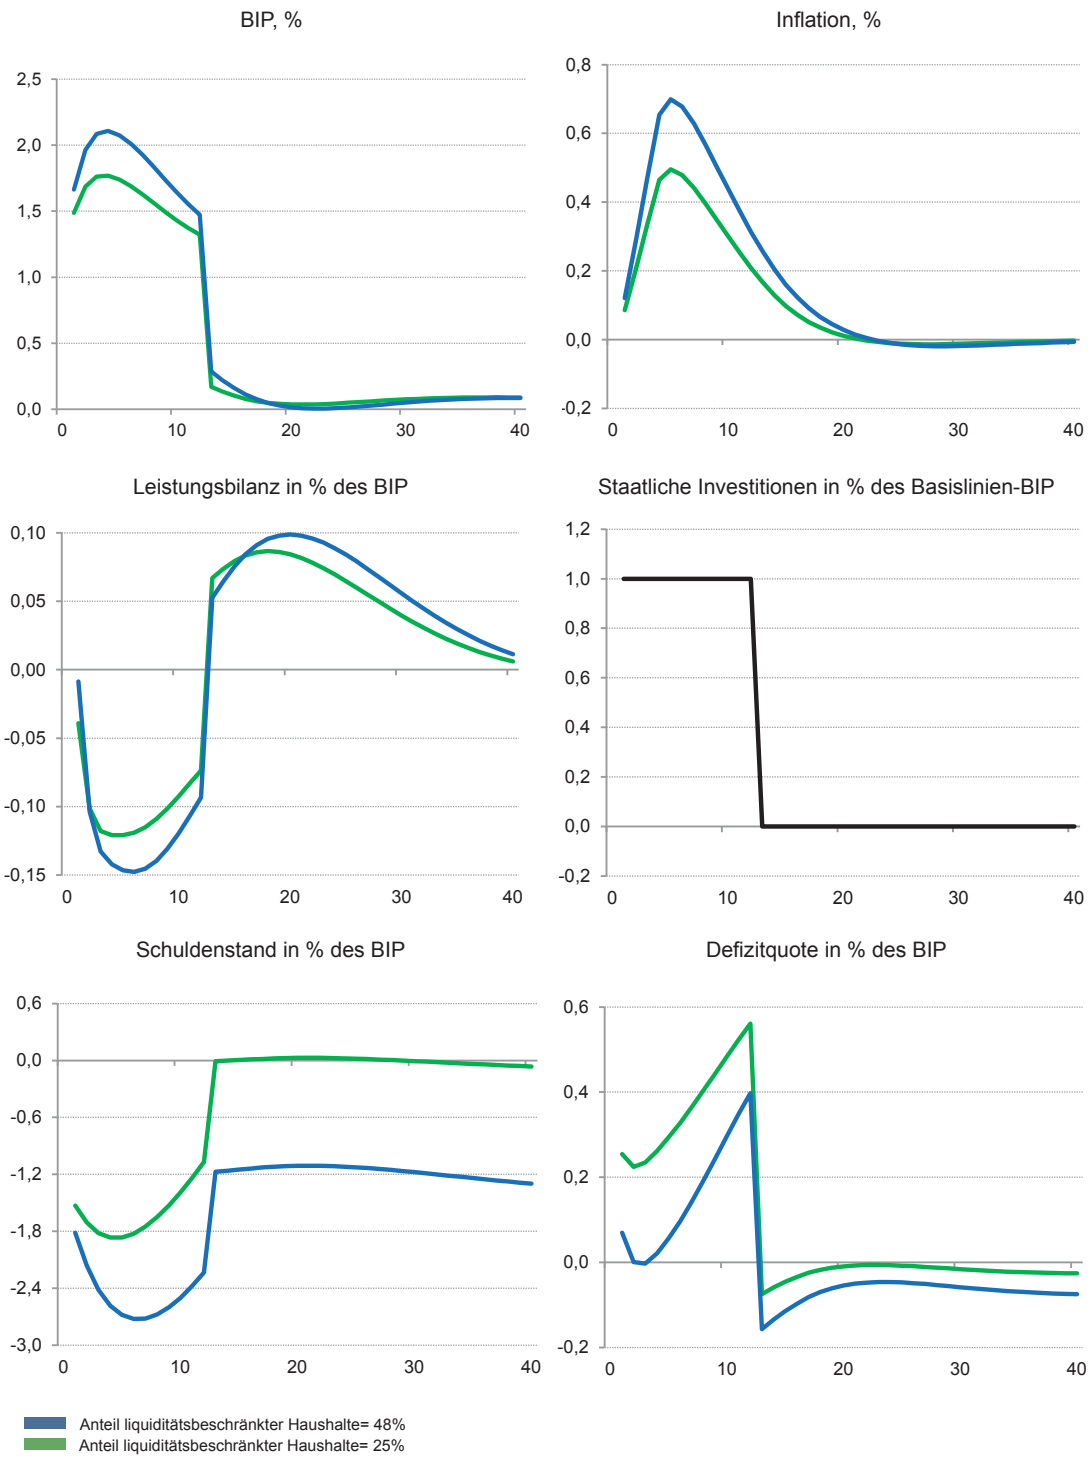 BIP, %
2,5
2,0
1,5
1,0
0,5
0,0
0 10 20 30 40
Inflation, %
0,8
0,6
0,4
0,2
0,0
-0,2
0 10 20 30 40
Leistungsbilanz in % des BIP
0,10
0,05
0,00
-0,05
-0,10
-0,15
0 10 20 30 40
Staatliche Investitionen in % des Basislinien-BIP
1,2
1,0
0,8
0,6
0,4
0,2
0,0
-0,2
0 10 20 30 40
Schuldenstand in % des BIP
0,6
0,0
-0,6
-1,2
-1,8
-2,4
-3,0
0 10 20 30 40
Defizitquote in % des BIP
0,6
0,4
0,2
0,0
-0,2
0 10 20 30 40
Anteil liquiditätsbeschränkter Haushalte= 48%
Anteil liquiditätsbeschränkter Haushalte= 25%